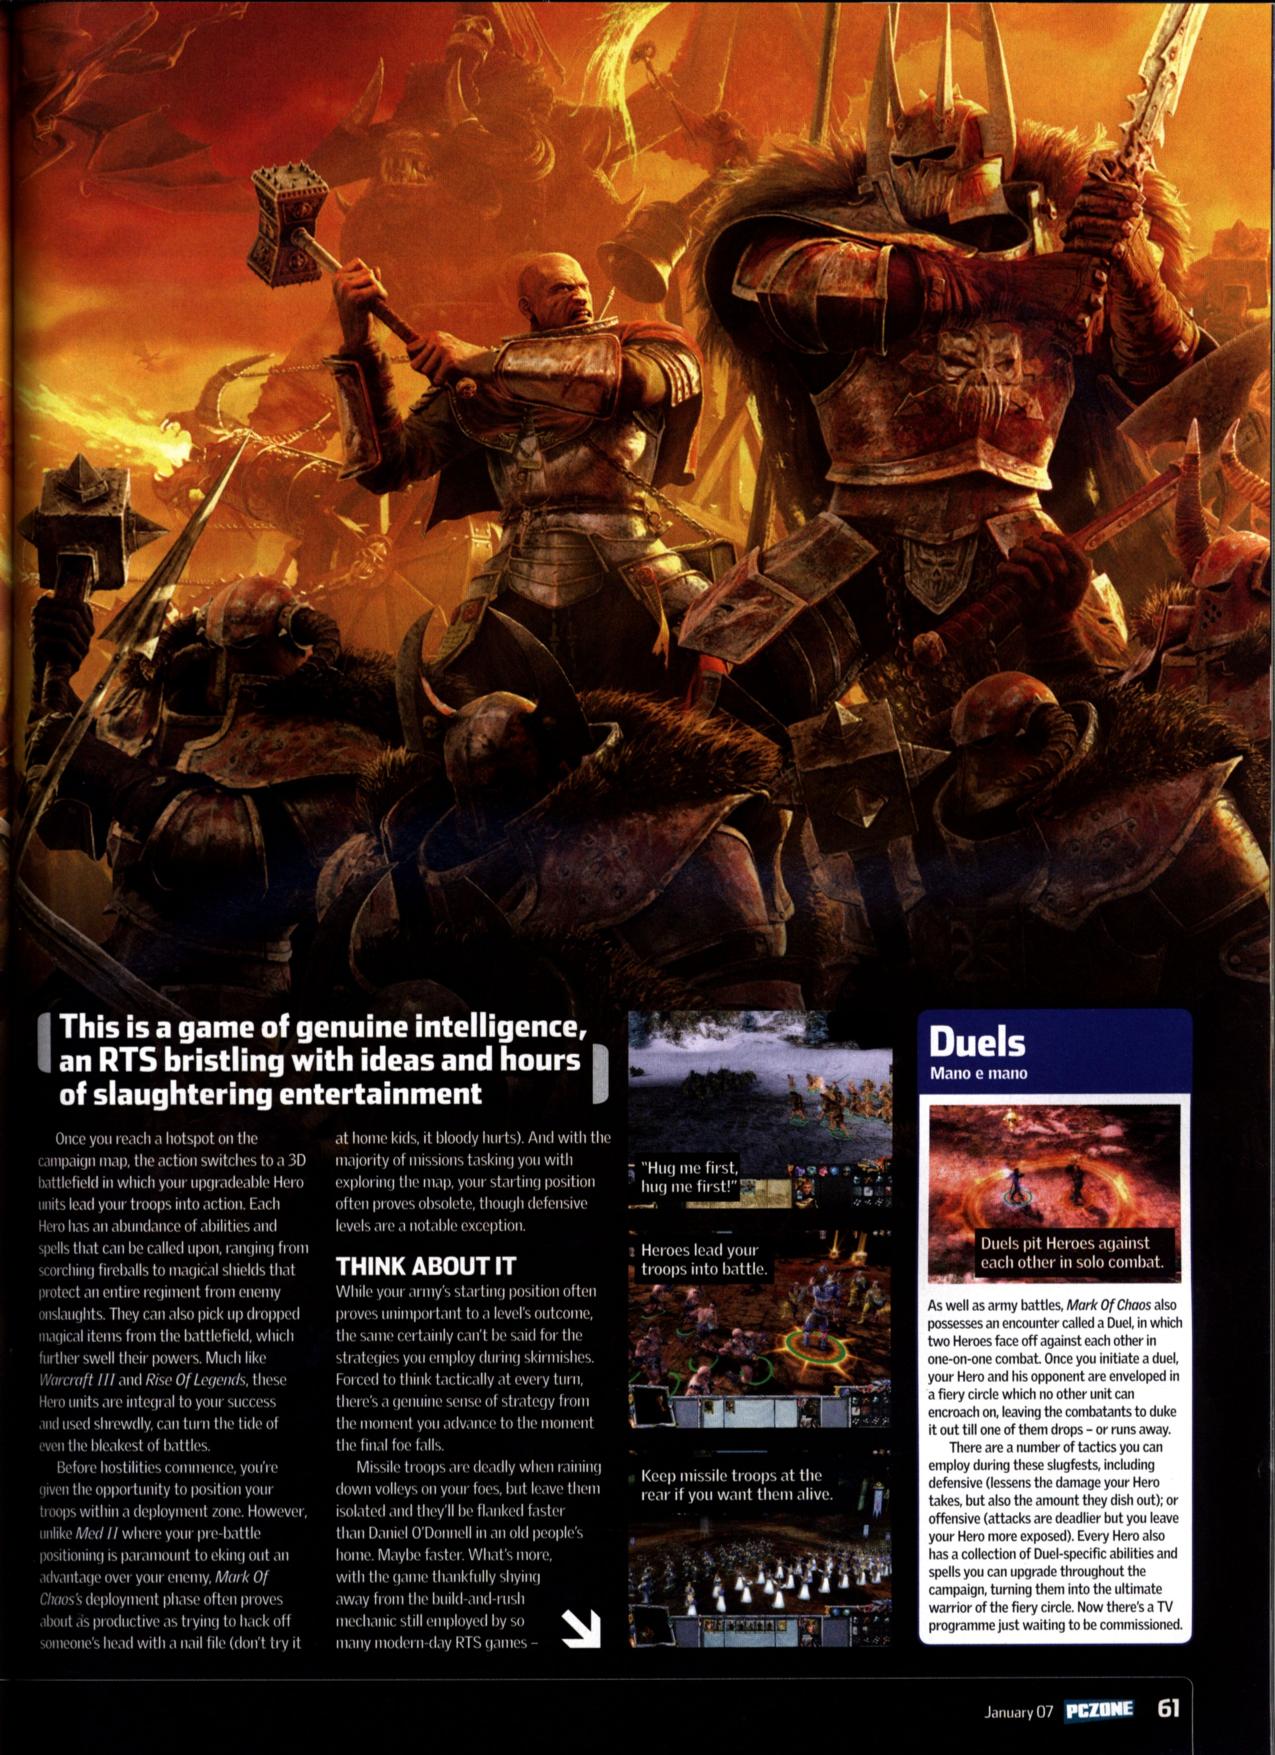 This is a game of genuine intelligence,
an RTS bristling with ideas and hours
of slaughtering entertainment
Once you reach a hotspot on the
campaign map, the action switches to a 3D
battlefield in which your upgradeable Hero
units lead your troops into action. Each
Hero has an abundance of abilities and
spells that can be called upon, ranging from
scorching fireballs to magical shields that
protect an entire regiment from enemy
onslaughts. They can also pick up dropped
magical items from the battlefield, which
further swell their powers. Much like
Warcraft III and Rise Of Legends, these
Hero units are integral to your success
and used shrewdly, can turn the tide of
even the bleakest of battles.
Before hostilities commence, you're
given the opportunity to position your
troops within a deployment zone. However,
unlike Med II where your pre-battle
positioning is paramount to eking out an
advantage over your enemy, Mark Of
Chaos's deployment phase often proves
about as productive as trying to hack off
someone's head with a nail file (don't try it
at home kids, it bloody hurts). And with the
majority of missions tasking you with
exploring the map, your starting position
often proves obsolete, though defensive
levels are a notable exception.
THINK ABOUT IT
While your army's starting position often
proves unimportant to a level's outcome,
the same certainly can't be said for the
strategies you employ during skirmishes.
Forced to think tactically at every turn,
there's a genuine sense of strategy from
the moment you advance to the moment
the final foe falls.
Missile troops are deadly when raining
down volleys on your foes, but leave them
isolated and they'll be flanked faster
than Daniel O'Donnell in an old people's
home. Maybe faster. What's more,
with the game thankfully shying
away from the build-and-rush
mechanic still employed by so
many modern-day RTS games –
"Hug me first,
hug me first!"
Heroes lead your
troops into battle.
Keep missile troops at the
rear if you want them alive.
Duels
Mano e mano
Duels pit Heroes against
each other in solo combat.
As well as army battles, Mark Of Chaos also
possesses an encounter called a Duel, in which
two Heroes face off against each other in
one-on-one combat. Once you initiate a duel,
your Hero and his opponent are enveloped in
a fiery circle which no other unit can
encroach on, leaving the combatants to duke
it out till one of them drops – or runs away.
There are a number of tactics you can
employ during these slugfests, including
defensive (lessens the damage your Hero
takes, but also the amount they dish out); or
offensive (attacks are deadlier but you leave
your Hero more exposed). Every Hero also
has a collection of Duel-specific abilities and
spells you can upgrade throughout the
campaign, turning them into the ultimate
warrior of the fiery circle. Now there's a TV
programme just waiting to be commissioned.
January 07 PCZONE 61